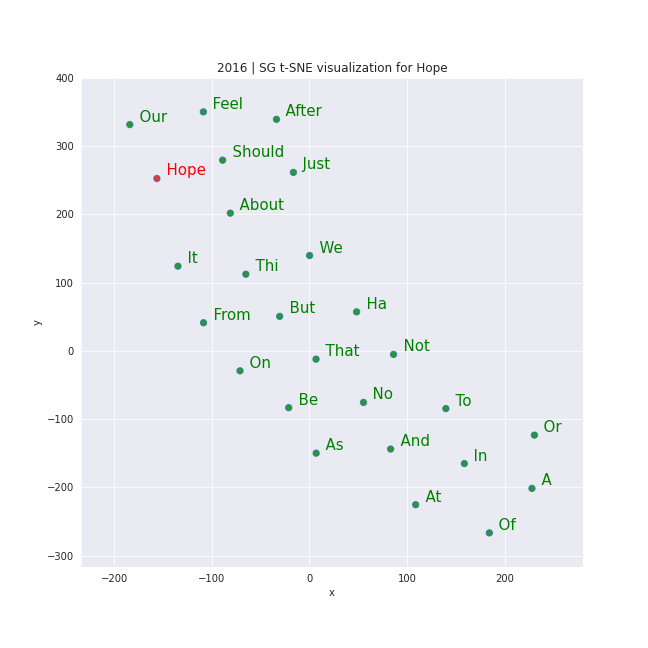 2016 | SG t-SNE visualization for Hope
400
300
200
100
0
−100
−200
−300
y
Our
Feel
After
Should
Just
Hope
About
We
It
Thi
From
But
Ha
That
Not
On
Be
No
To
Or
As
And
In
A
At
Of
−200
−100
0
100
200
x